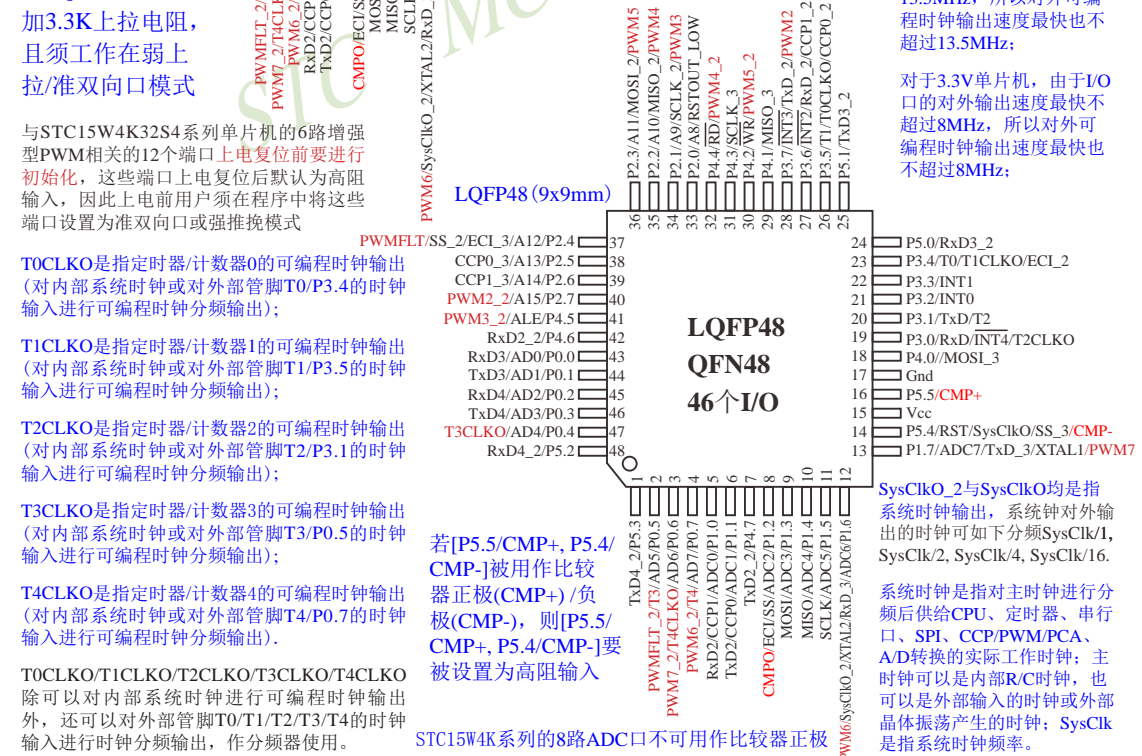 加3.3K上拉电阻，
且须工作在弱上
拉/准双向口模式
与STC15W4K32S4系列单片机的6路增强
型PWM相关的12个端口上电复位前要进行
初始化，这些端口上电复位后默认为高阻
输入，因此上电前用户须在程序中将这些
端口设置为准双向口或强推挽模式
T0CLKO是指定时器/计数器0的可编程时钟输出
(对内部系统时钟或对外部管脚T0/P3.4的时钟
输入进行可编程时钟分频输出)；
T1CLKO是指定时器/计数器1的可编程时钟输出
(对内部系统时钟或对外部管脚T1/P3.5的时钟
输入进行可编程时钟分频输出)；
T2CLKO是指定时器/计数器2的可编程时钟输出
(对内部系统时钟或对外部管脚T2/P3.1的时钟
输入进行可编程时钟分频输出)；
T3CLKO是指定时器/计数器3的可编程时钟输出
(对内部系统时钟或对外部管脚T3/P0.5的时钟
输入进行可编程时钟分频输出)；
T4CLKO是指定时器/计数器4的可编程时钟输出
(对内部系统时钟或对外部管脚T4/P0.7的时钟
输入进行可编程时钟分频输出).
T0CLKO/T1CLKO/T2CLKO/T3CLKO/T4CLKO
除可以对内部系统时钟进行可编程时钟输出
外，还可以对外部管脚T0/T1/T2/T3/T4的时钟
输入进行时钟分频输出，作分频器使用。
PWMFLT_2/
PWM7_2/T4CLK
PWM6_2/
RxD2/CCP
TxD2/CCP
CMPO/ECI/S
MOS
MISO
SCLK
PWM6/SysClkO_2/XTAL2/RxD_
STC MC
LQFP48 (9x9mm)
P2.3/A11/MOSI_2/PWM5
P2.2/A10/MISO_2/PWM4
P2.1/A9/SCLK_2/PWM3
P2.0/A8/RSTOUT_LOW
P4.4/RD/PWM4_2
P4.3/SCLK_3
P4.2/WR/PWM5_2
P4.1/MISO_3
P3.7/INT3/TxD_2/PWM2
P3.6/INT2/RxD_2/CCP1_2
P3.5/T1/T0CLKO/CCP0_2
P5.1/TxD3_2
36 35 34 33 32 31 30 29 28 27 26 25
PWMFLT/SS_2/ECI_3/A12/P2.4 37
CCP0_3/A13/P2.5 38
CCP1_3/A14/P2.6 39
PWM2_2/A15/P2.7 40
PWM3_2/ALE/P4.5 41
RxD2_2/P4.6 42
RxD3/AD0/P0.0 43
TxD3/AD1/P0.1 44
RxD4/AD2/P0.2 45
TxD4/AD3/P0.3 46
T3CLKO/AD4/P0.4 47
RxD4_2/P5.2 48
LQFP48
QFN48
46个I/O
24 P5.0/RxD3_2
23 P3.4/T0/T1CLKO/ECI_2
22 P3.3/INT1
21 P3.2/INT0
20 P3.1/TxD/T2
19 P3.0/RxD/INT4/T2CLKO
18 P4.0//MOSI_3
17 Gnd
16 P5.5/CMP+
15 Vcc
14 P5.4/RST/SysClkO/SS_3/CMP-
13 P1.7/ADC7/TxD_3/XTAL1/PWM7
1 2 3 4 5 6 7 8 9 10 11 12
TxD4_2/P5.3
PWMFLT_2/T3/AD5/P0.5
PWM7_2/T4CLKO/AD6/P0.6
PWM6_2/T4/AD7/P0.7
RxD2/CCP1/ADC0/P1.0
TxD2/CCP0/ADC1/P1.1
TxD2_2/P4.7
CMPO/ECI/SS/ADC2/P1.2
MOSI/ADC3/P1.3
MISO/ADC4/P1.4
SCLK/ADC5/P1.5
PWM6/SysClkO_2/XTAL2/RxD_3/ADC6/P1.6
若[P5.5/CMP+, P5.4/
CMP-]被用作比较
器正极(CMP+) /负
极(CMP-)，则[P5.5/
CMP+, P5.4/CMP-]要
被设置为高阻输入
STC15W4K系列的8路ADC口不可用作比较器正极
13.5MHz，所以对外可编
程时钟输出速度最快也不
超过13.5MHz；
对于3.3V单片机，由于I/O
口的对外输出速度最快不
超过8MHz，所以对外可
编程时钟输出速度最快也
不超过8MHz；
SysClkO_2与SysClkO均是指
系统时钟输出，系统钟对外输
出的时钟可如下分频SysClk/1,
SysClk/2, SysClk/4, SysClk/16.
系统时钟是指对主时钟进行分
频后供给CPU、定时器、串行
口、SPI、CCP/PWM/PCA、
A/D转换的实际工作时钟；主
时钟可以是内部R/C时钟，也
可以是外部输入的时钟或外部
晶体振荡产生的时钟；SysClk
是指系统时钟频率。